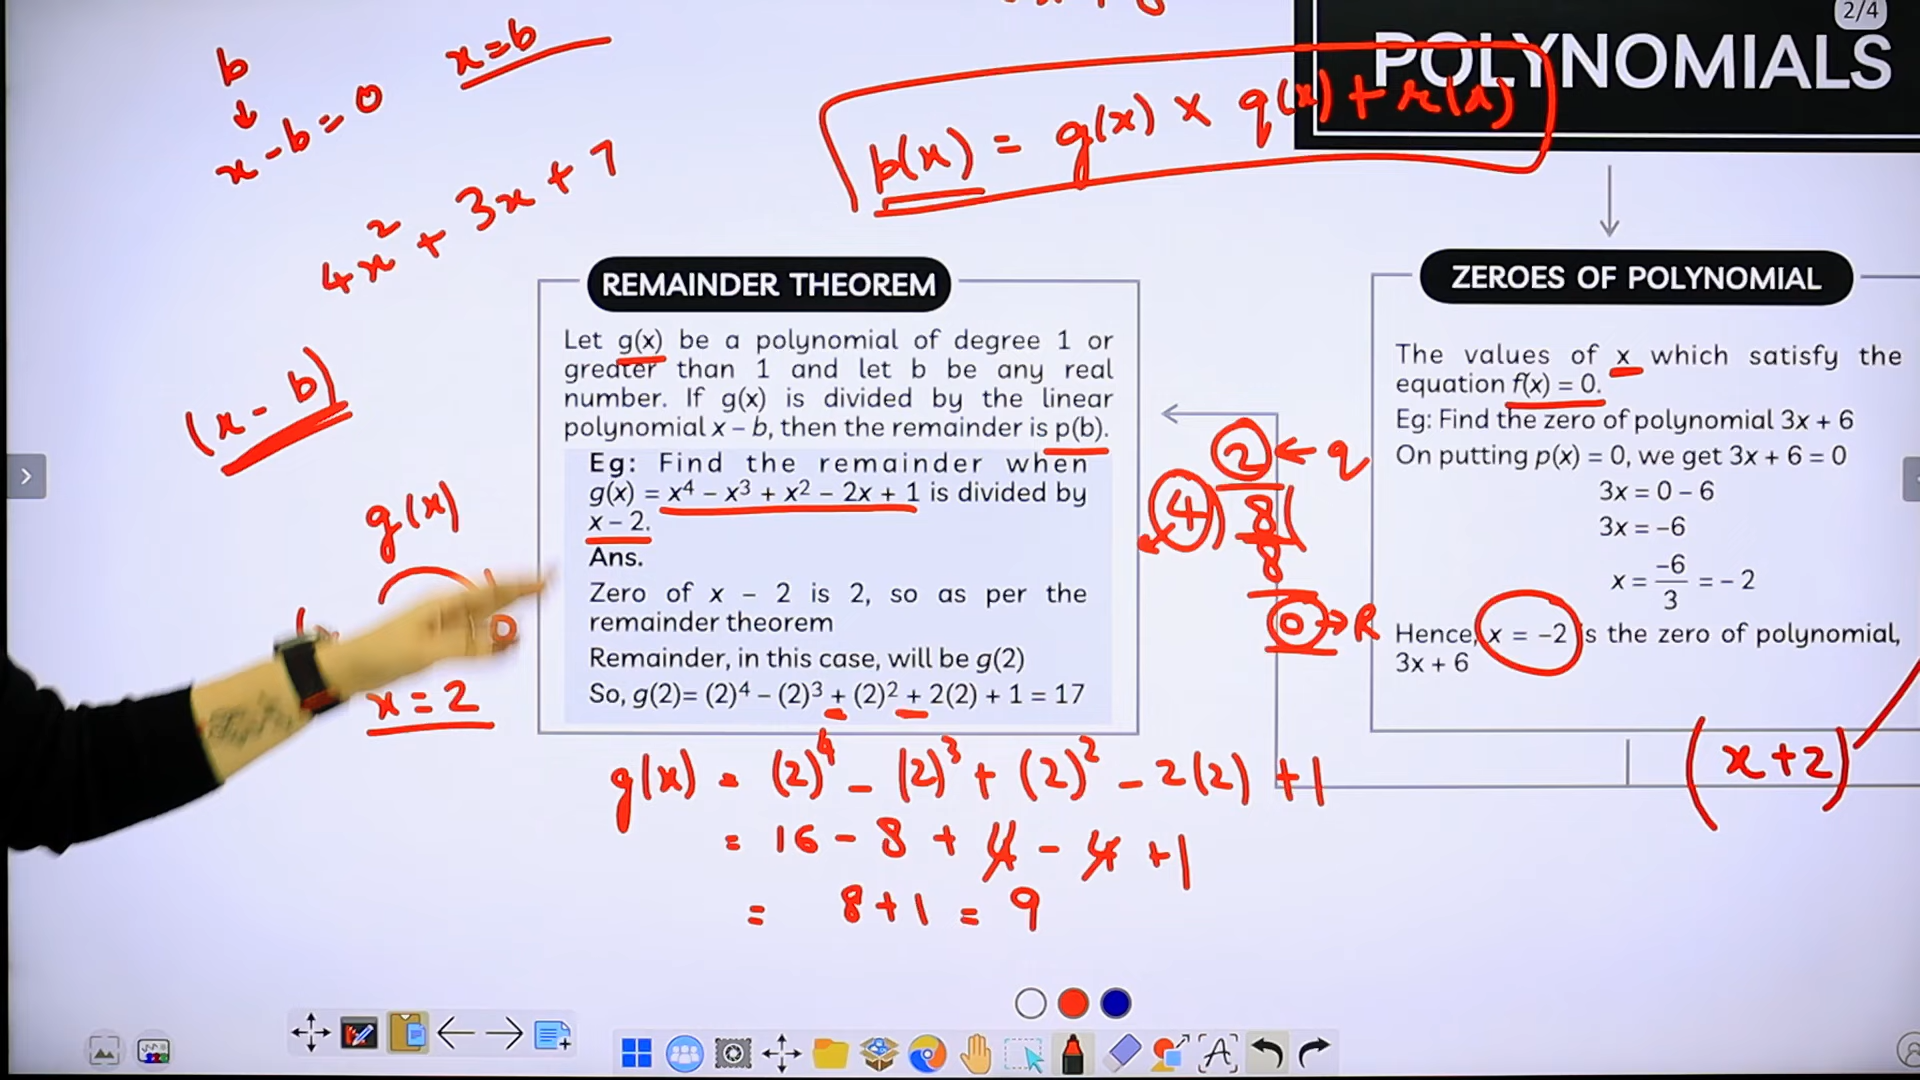 2/4
POLYNOMIALS
b
x=b
x-b=0
4x² + 3x + 7
p(x) = g(x) × q(x) + r(x)
(x-b)
g(x)
x=2
REMAINDER THEOREM
Let g(x) be a polynomial of degree 1 or
greater than 1 and let b be any real
number. If g(x) is divided by the linear
polynomial x – b, then the remainder is p(b).
Eg: Find the remainder when
g(x) = x⁴ – x³ + x² – 2x + 1 is divided by
x – 2.
Ans.
Zero of x – 2 is 2, so as per the
remainder theorem
Remainder, in this case, will be g(2)
So, g(2)= (2)⁴ – (2)³ + (2)² + 2(2) + 1 = 17
g(x) = (2)⁴ - (2)³ + (2)² - 2(2) + 1
= 16 - 8 + 4 - 4 + 1
= 8+1 = 9
2 ← q
4) 8 (
8
0 → R
ZEROES OF POLYNOMIAL
The values of x which satisfy the
equation f(x) = 0.
Eg: Find the zero of polynomial 3x + 6
On putting p(x) = 0, we get 3x + 6 = 0
3x = 0 – 6
3x = –6
x = –6/3 = – 2
Hence, x = –2 is the zero of polynomial,
3x + 6
(x+2)